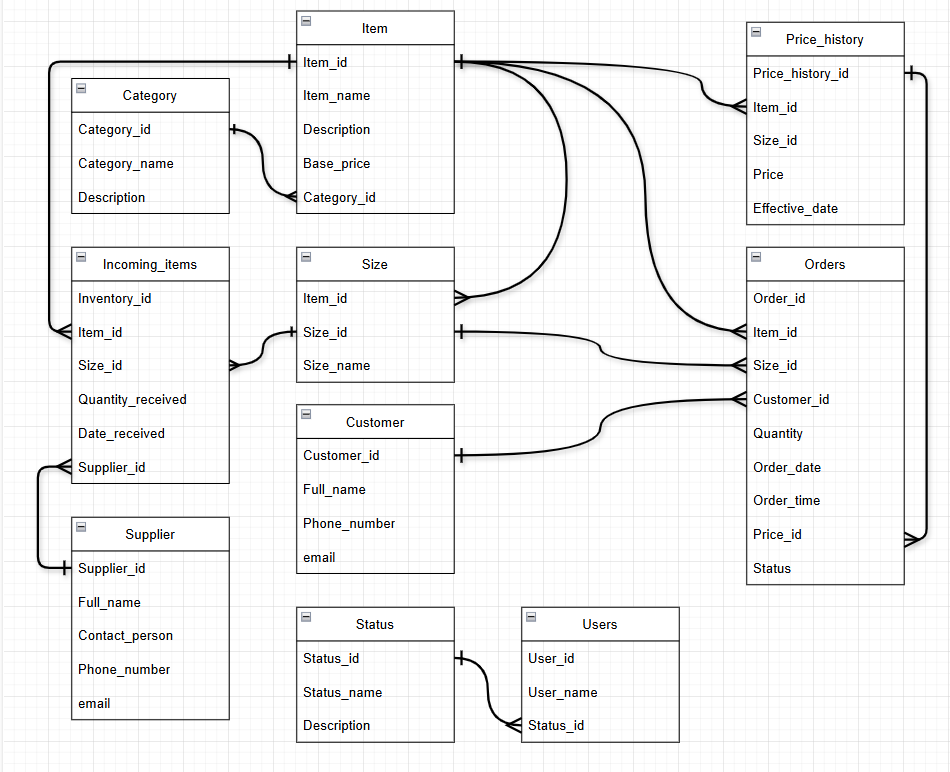 Item
Item_id
Item_name
Description
Base_price
Category_id
Price_history
Price_history_id
Item_id
Size_id
Price
Effective_date
Category
Category_id
Category_name
Description
Incoming_items
Inventory_id
Item_id
Size_id
Quantity_received
Date_received
Supplier_id
Size
Item_id
Size_id
Size_name
Orders
Order_id
Item_id
Size_id
Customer_id
Quantity
Order_date
Order_time
Price_id
Status
Customer
Customer_id
Full_name
Phone_number
email
Supplier
Supplier_id
Full_name
Contact_person
Phone_number
email
Status
Status_id
Status_name
Description
Users
User_id
User_name
Status_id